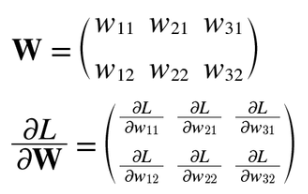 W = ( w₁₁ w₂₁ w₃₁
w₁₂ w₂₂ w₃₂ )
∂L/∂W = ( ∂L/∂w₁₁ ∂L/∂w₂₁ ∂L/∂w₃₁
∂L/∂w₁₂ ∂L/∂w₂₂ ∂L/∂w₃₂ )